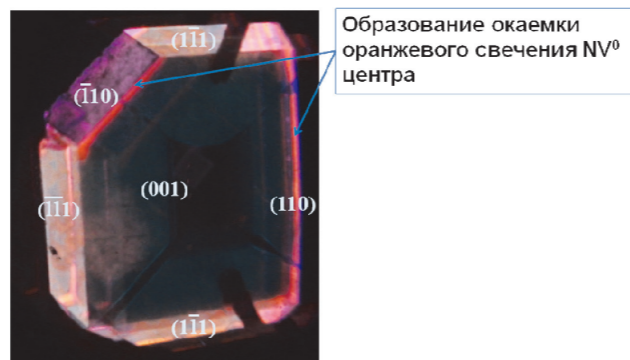 (11̅1)
Образование окаемки
оранжевого свечения NV⁰
центра
(1̅10)
(001)
(1̅1̅1)
(110)
(11̅1)